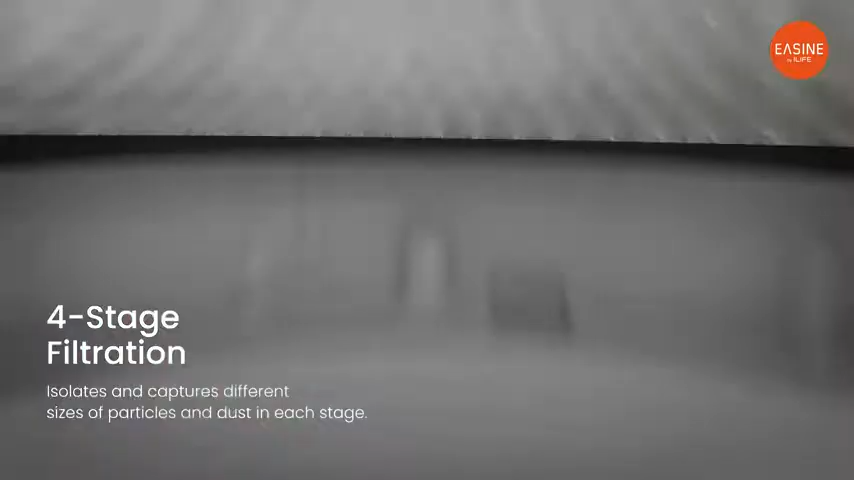 EASINE
by ILIFE
4-Stage
Filtration
Isolates and captures different
sizes of particles and dust in each stage.